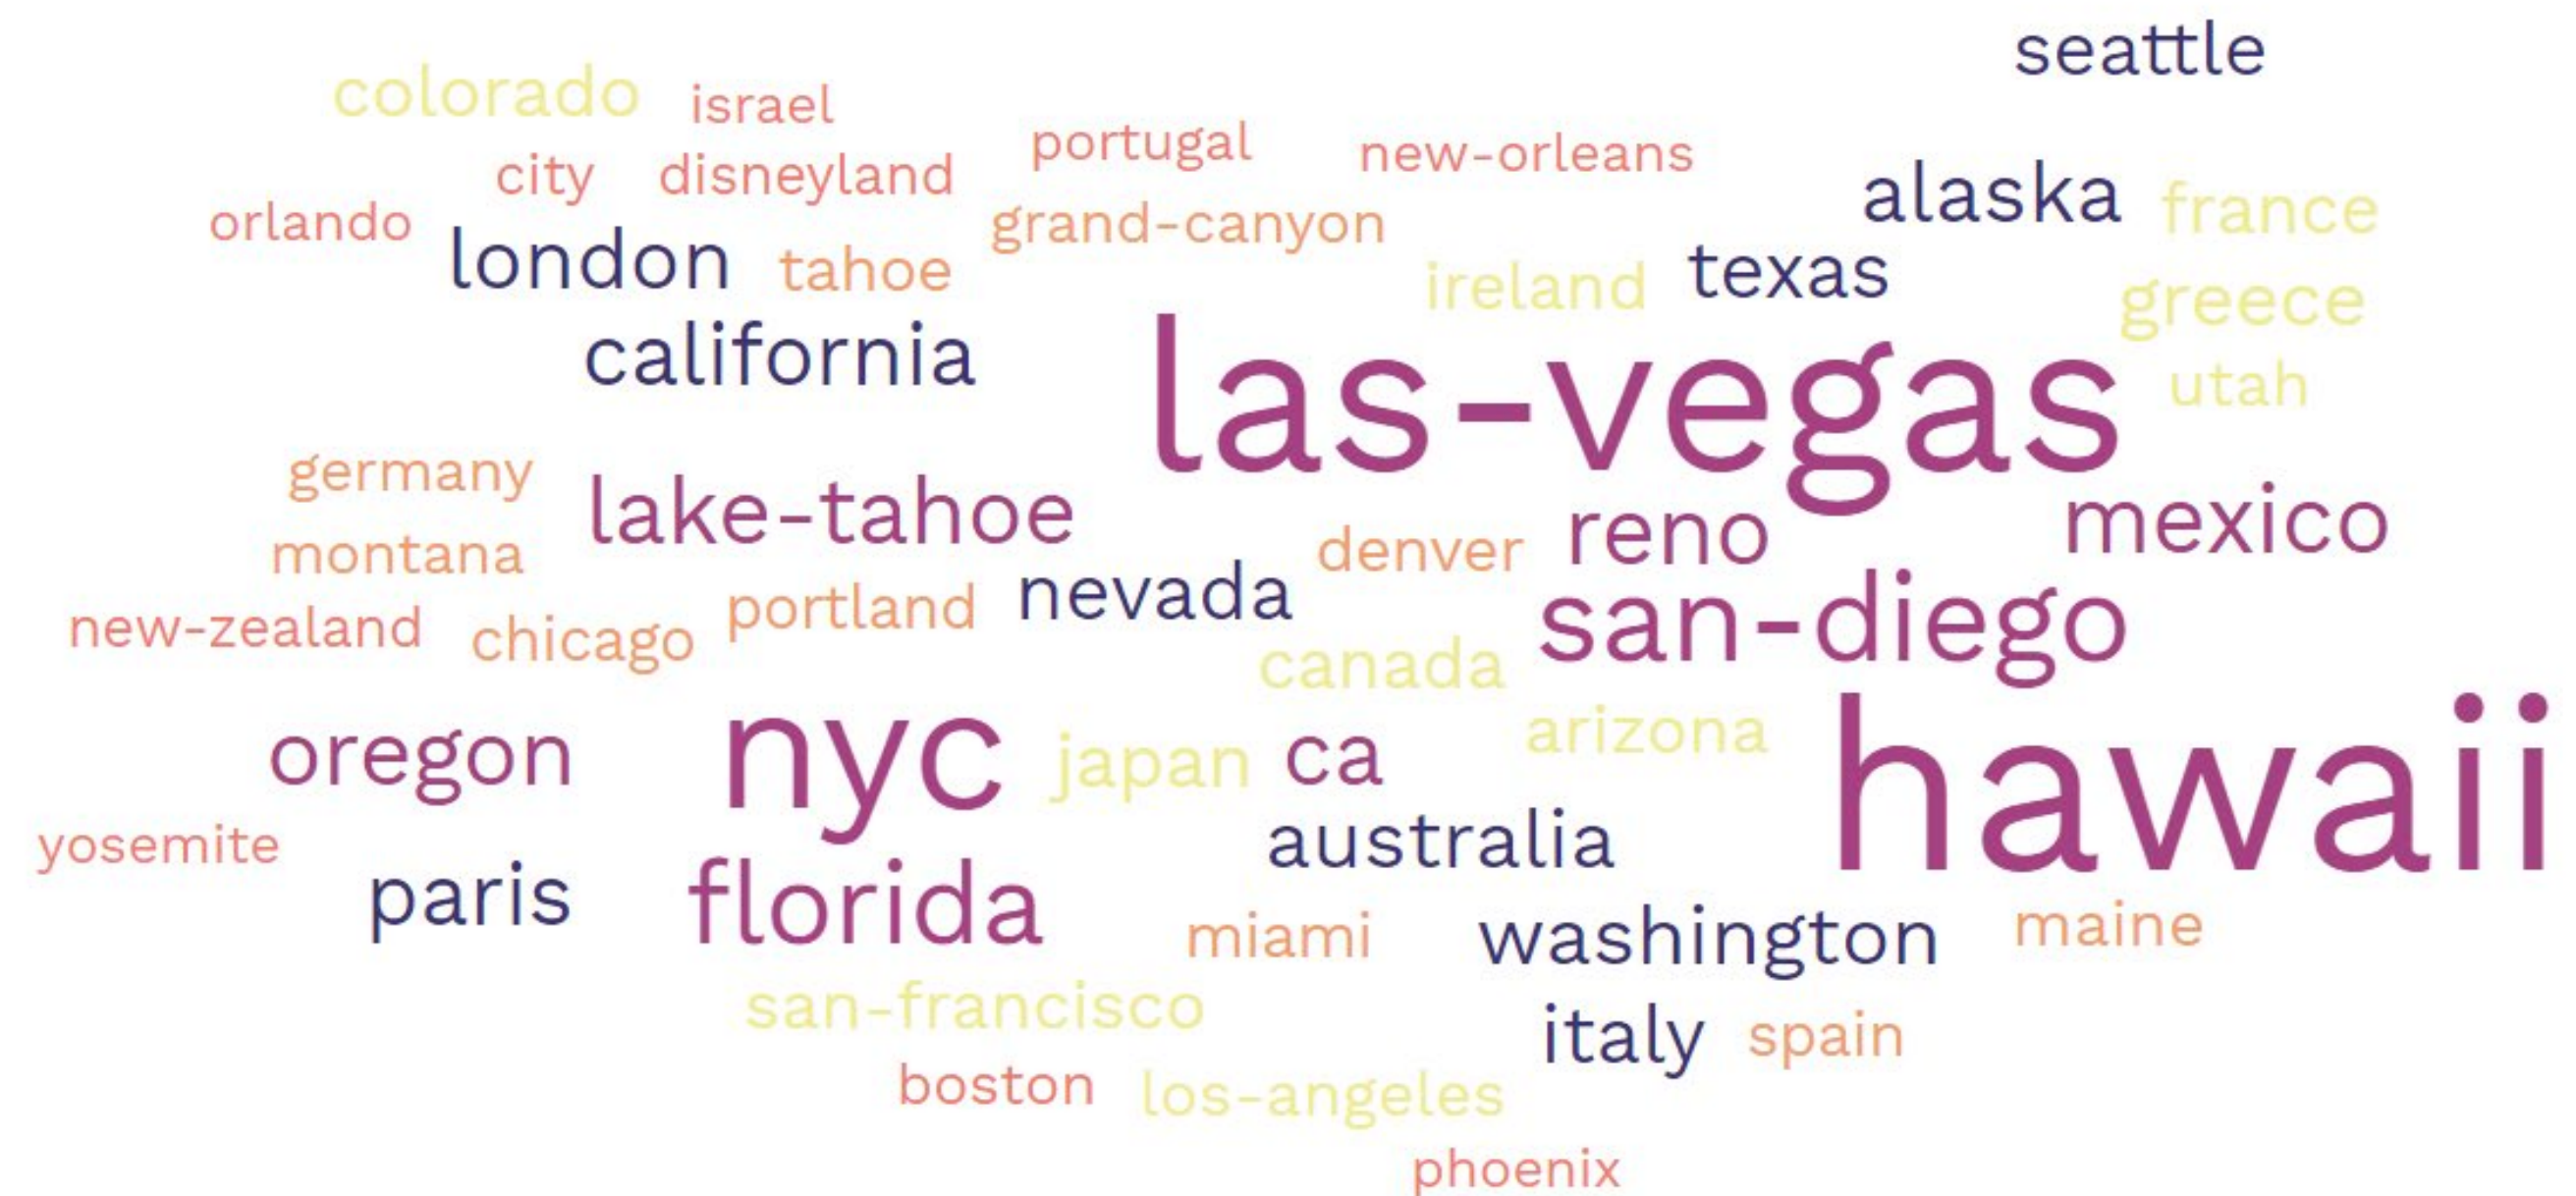 seattle
colorado
israel
portugal
new-orleans
city
disneyland
alaska
france
orlando
grand-canyon
london
tahoe
ireland
texas
greece
california
las-vegas
utah
germany
lake-tahoe
reno
mexico
montana
denver
nevada
new-zealand
chicago
portland
san-diego
canada
oregon
nyc
japan
ca
arizona
hawaii
yosemite
australia
paris
florida
miami
washington
maine
san-francisco
italy
spain
boston
los-angeles
phoenix